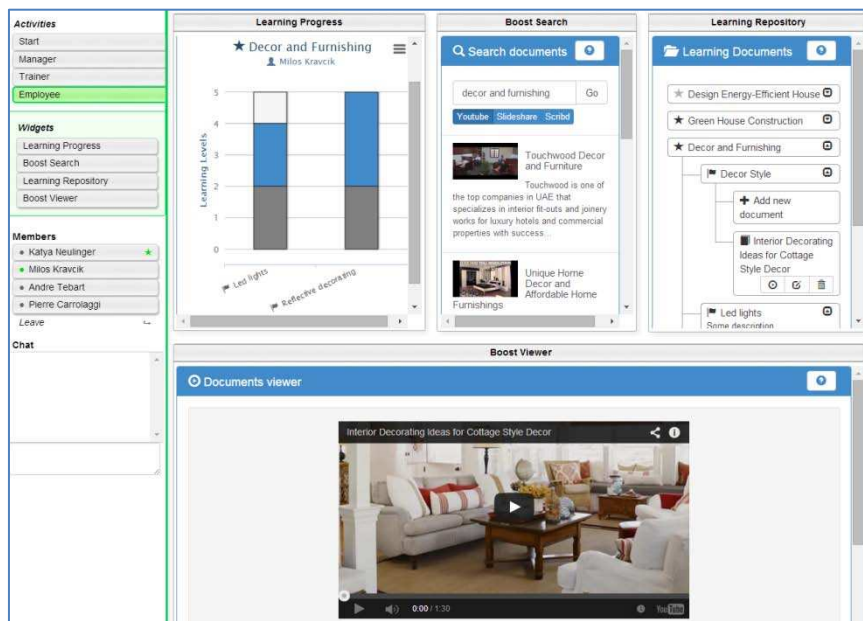 Activities
Start
Manager
Trainer
Employee
Widgets
Learning Progress
Boost Search
Learning Repository
Boost Viewer
Members
Katya Neulinger
Milos Kravcik
Andre Tebart
Pierre Carrolaggi
Leave
Chat
Learning Progress
Decor and Furnishing
Milos Kravcik
Learning Levels
5
4
3
2
1
0
Led lights
Reflective decorating
Boost Search
Search documents
decor and furnishing Go
Youtube Slideshare Scribd
Touchwood Decor
and Furniture
Touchwood is one of
the top companies in UAE that
specializes in interior fit-outs and joinery
works for luxury hotels and commercial
properties with success...
Unique Home
Decor and
Affordable Home
Furnishings
Learning Repository
Learning Documents
Design Energy-Efficient House
Green House Construction
Decor and Furnishing
Decor Style
Add new
document
Interior Decorating
Ideas for Cottage
Style Decor
Led lights
Some description
Boost Viewer
Documents viewer
Interior Decorating Ideas for Cottage Style Decor
0:00 / 1:30
YouTube